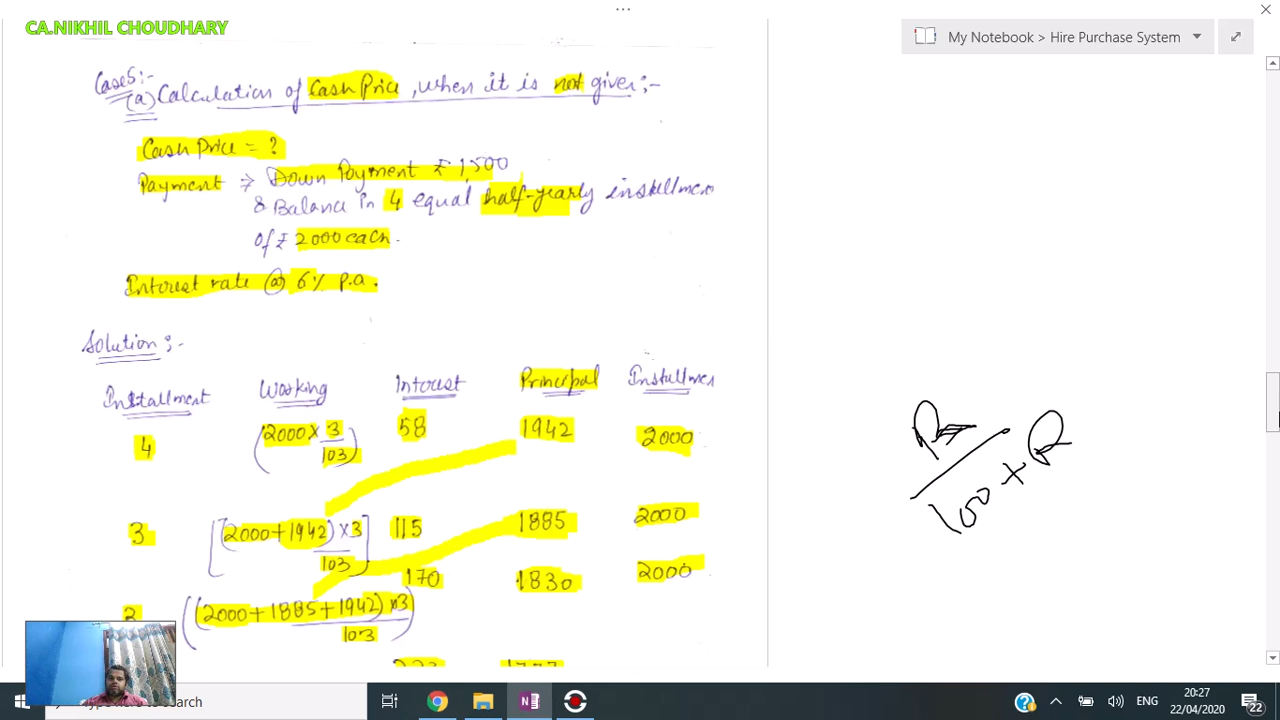 CA.NIKHIL CHOUDHARY
My Notebook > Hire Purchase System
Case5:-
(a) Calculation of Cash Price, when it is not given:-
Cash Price = ?
Payment → Down Payment ₹ 1,500
& Balance in 4 equal half-yearly installmen
of ₹ 2000 each.
Interest rate @ 6% p.a.
Solution:-
Installment Working Interest Principal Installmen
4 (2000 × 3/103) 58 1942 2000
3 [(2000+1942)×3/103] 115 1885 2000
2 ((2000+1885+1942)×3/103) 170 1830 2000
R/100+R
ENG
20:27
22/04/2020
22